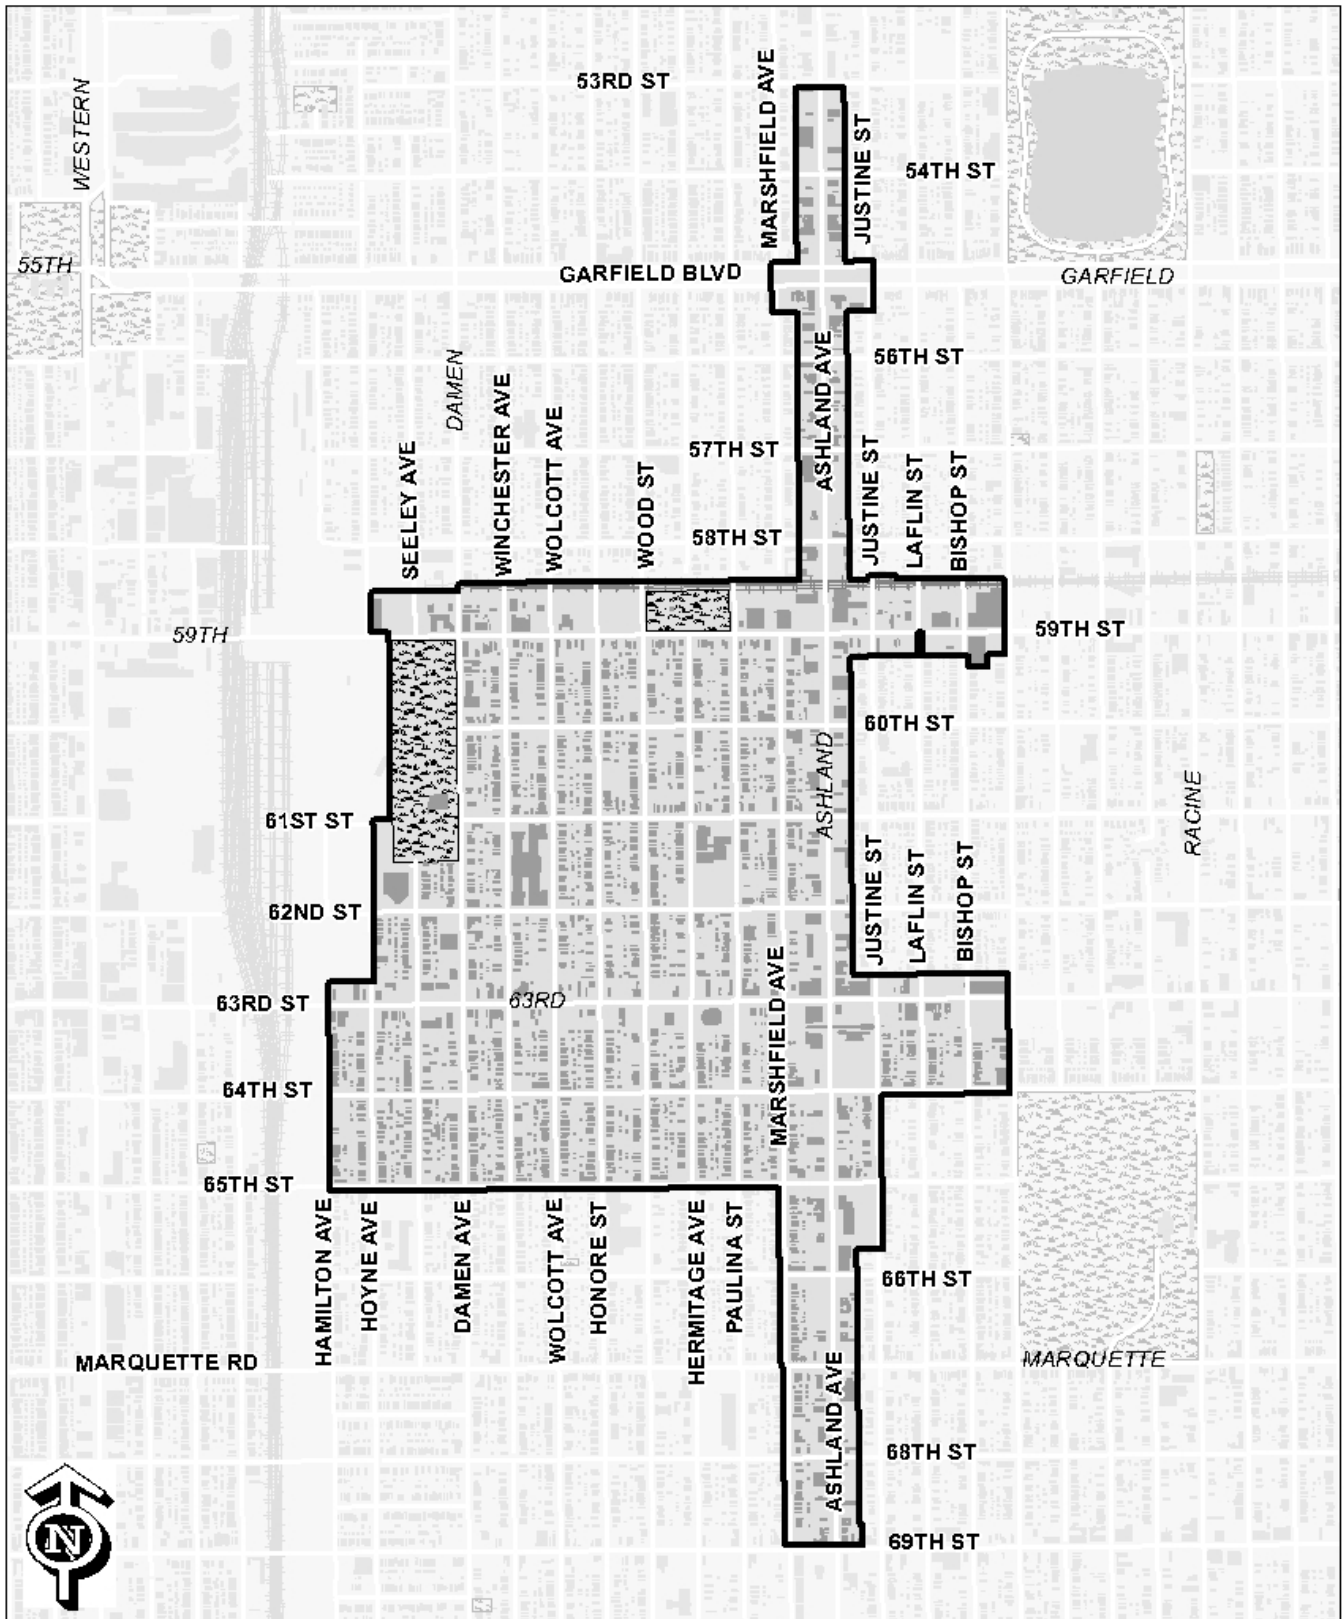 53RD ST
MARSHFIELD AVE
WESTERN
JUSTINE ST
54TH ST
55TH
GARFIELD BLVD
GARFIELD
DAMEN
ASHLAND AVE
56TH ST
WINCHESTER AVE
WOLCOTT AVE
57TH ST
SEELEY AVE
WOOD ST
JUSTINE ST
LAFLIN ST
BISHOP ST
58TH ST
59TH
59TH ST
60TH ST
ASHLAND
RACINE
61ST ST
JUSTINE ST
LAFLIN ST
BISHOP ST
62ND ST
MARSHFIELD AVE
63RD ST
63RD
64TH ST
65TH ST
HAMILTON AVE
HOYNE AVE
DAMEN AVE
WOLCOTT AVE
HONORE ST
HERMITAGE AVE
PAULINA ST
66TH ST
MARQUETTE RD
MARQUETTE
ASHLAND AVE
68TH ST
N
69TH ST